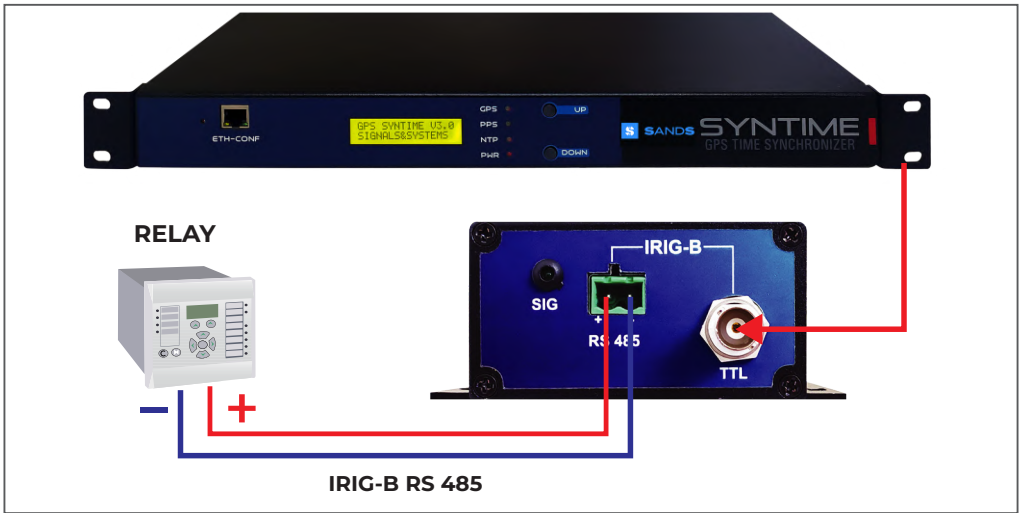 ETH-CONF
GPS SYNTIME V3.0
SIGNALS&SYSTEMS
GPS
PPS
NTP
PWR
UP
DOWN
S SANDS SYNTIME
GPS TIME SYNCHRONIZER
RELAY
IRIG-B
SIG
+ -
RS 485
TTL
— +
IRIG-B RS 485